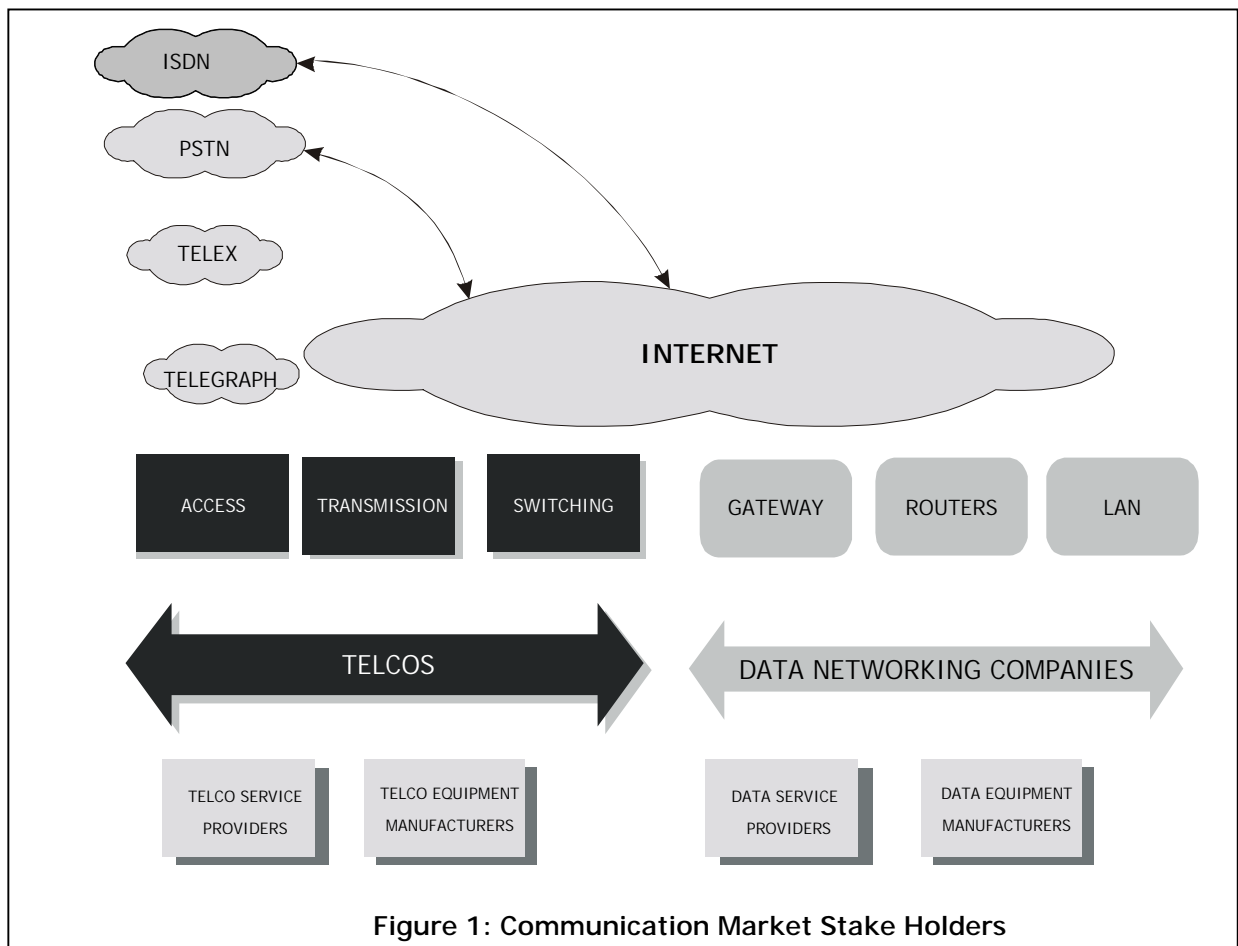 ISDN
PSTN
TELEX
TELEGRAPH
INTERNET
ACCESS
TRANSMISSION
SWITCHING
GATEWAY
ROUTERS
LAN
TELCOS
DATA NETWORKING COMPANIES
TELCO SERVICE
PROVIDERS
TELCO EQUIPMENT
MANUFACTURERS
DATA SERVICE
PROVIDERS
DATA EQUIPMENT
MANUFACTURERS
Figure 1: Communication Market Stake Holders